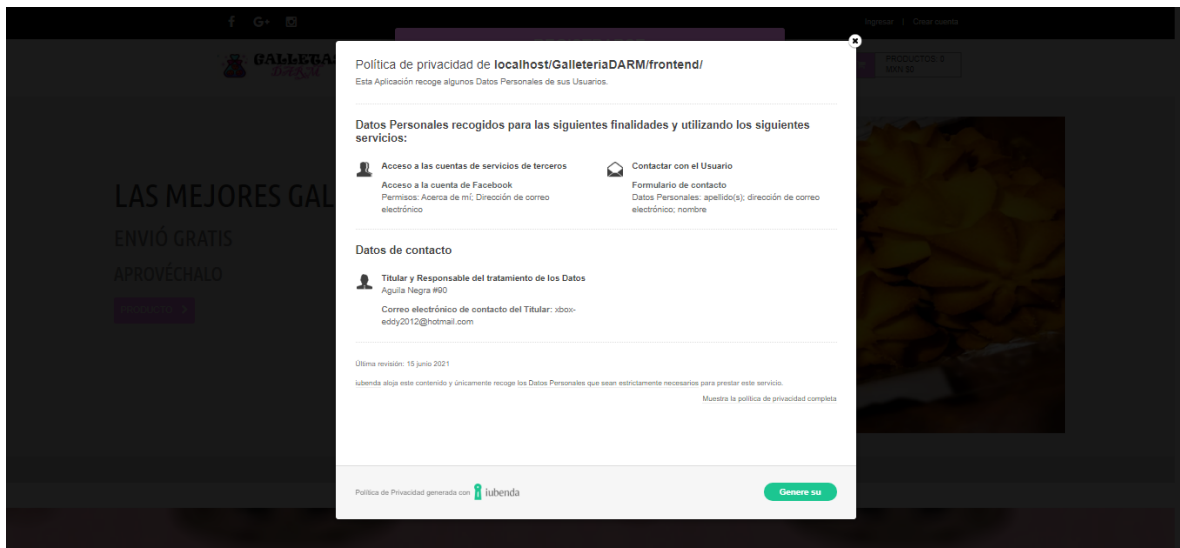 Ingresar | Crear cuenta
GALLETAS
DARM
PRODUCTOS: 0
MXN $0
Política de privacidad de localhost/GalleteriaDARM/frontend/
Esta Aplicación recoge algunos Datos Personales de sus Usuarios.
Datos Personales recogidos para las siguientes finalidades y utilizando los siguientes
servicios:
Acceso a las cuentas de servicios de terceros
Acceso a la cuenta de Facebook
Permisos: Acerca de mí; Dirección de correo
electrónico
Contactar con el Usuario
Formulario de contacto
Datos Personales: apellido(s); dirección de correo
electrónico; nombre
Datos de contacto
Titular y Responsable del tratamiento de los Datos
Aguila Negra #90
Correo electrónico de contacto del Titular: xbox-
eddy2012@hotmail.com
Última revisión: 15 junio 2021
iubenda aloja este contenido y únicamente recoge los Datos Personales que sean estrictamente necesarios para prestar este servicio.
Muestra la política de privacidad completa
Política de Privacidad generada con iubenda
Genere su
LAS MEJORES GAL
ENVIÓ GRATIS
APROVÉCHALO
PRODUCTO >